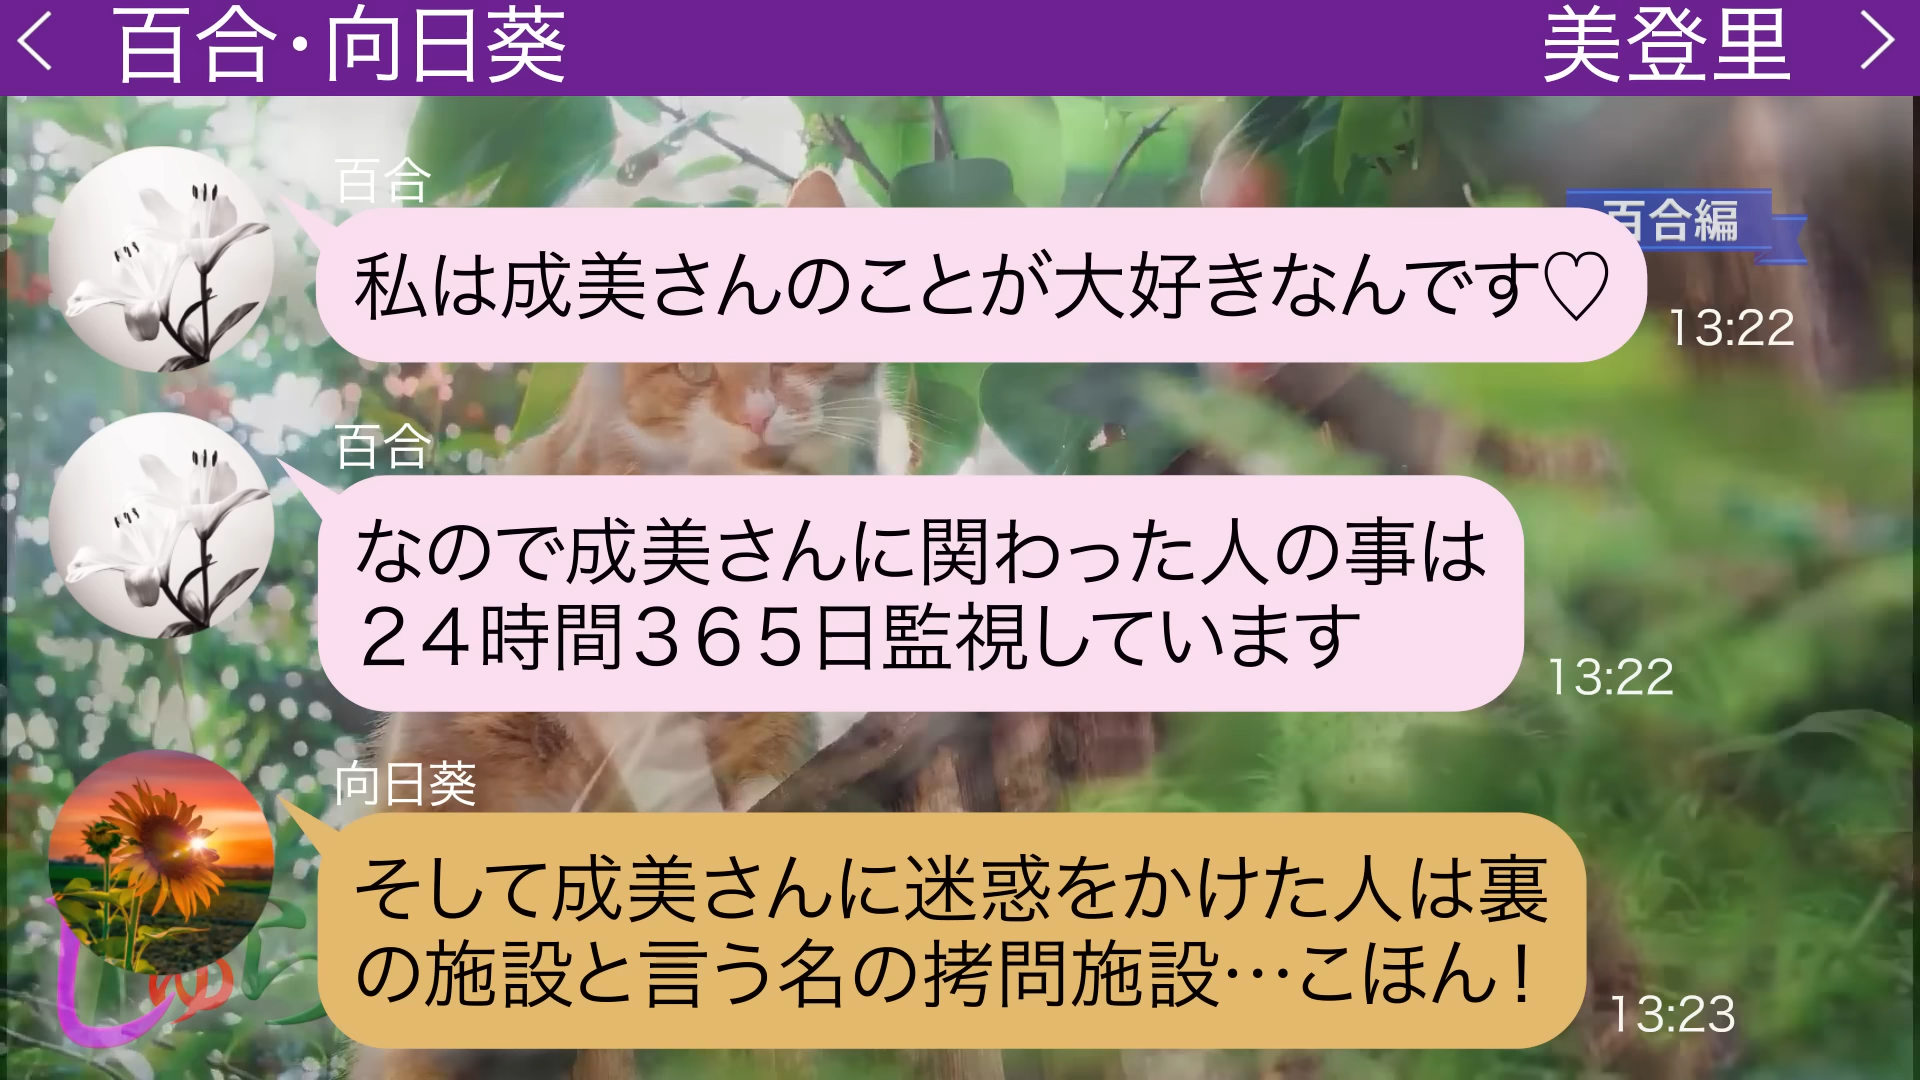 百合・向日葵
美登里
百合
百合編
私は成美さんのことが大好きなんです♡
13:22
百合
なので成美さんに関わった人の事は
２４時間３６５日監視しています
13:22
向日葵
そして成美さんに迷惑をかけた人は裏
の施設と言う名の拷問施設…こほん！
13:23